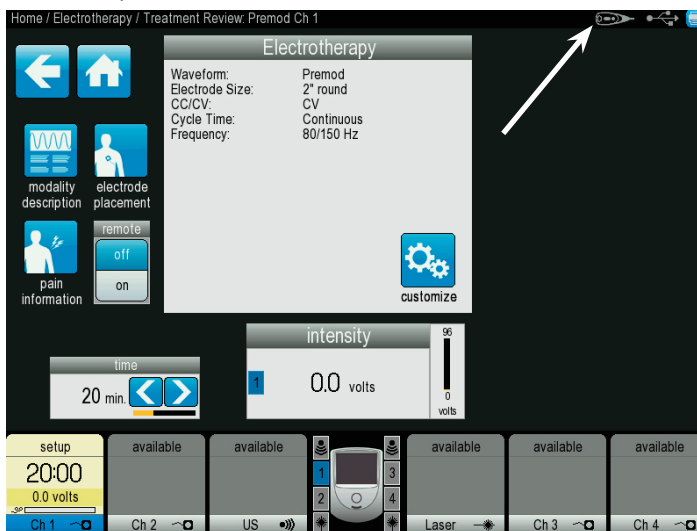 Home / Electrotherapy / Treatment Review: Premod Ch 1
Electrotherapy
Waveform: Premod
Electrode Size: 2" round
CC/CV: CV
Cycle Time: Continuous
Frequency: 80/150 Hz
modality
description
electrode
placement
pain
information
remote
off
on
customize
time
20 min.
intensity
1
0.0 volts
96
0
volts
setup
20:00
0.0 volts
Ch 1
available
Ch 2
available
US
1
2
3
4
available
Laser
available
Ch 3
available
Ch 4